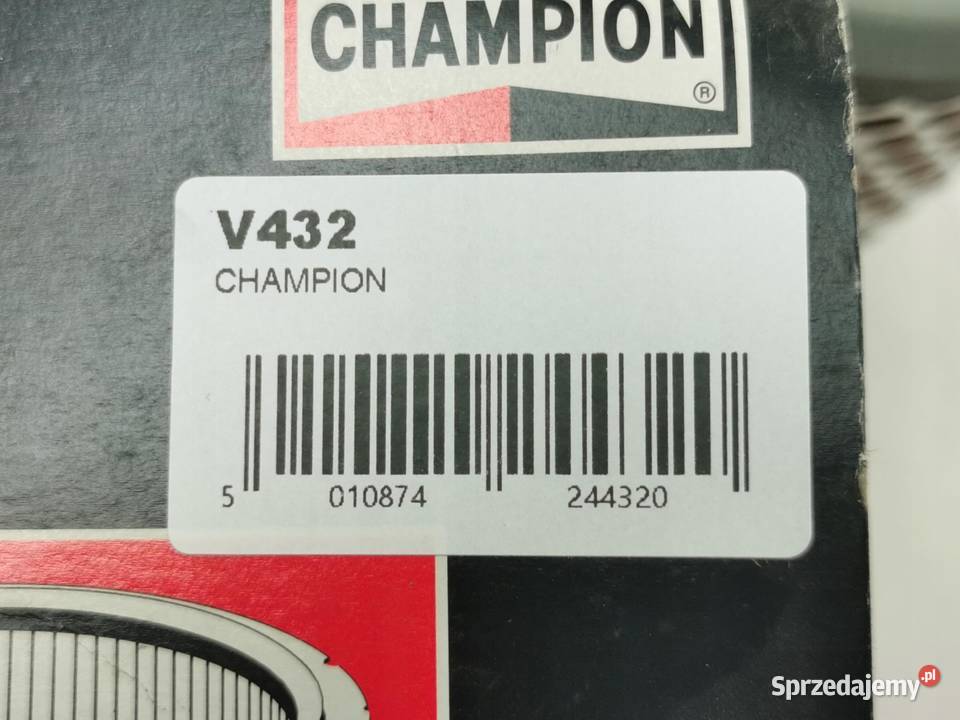 CHAMPION
®
V432
CHAMPION
5 010874 244320
Sprzedajemy.pl